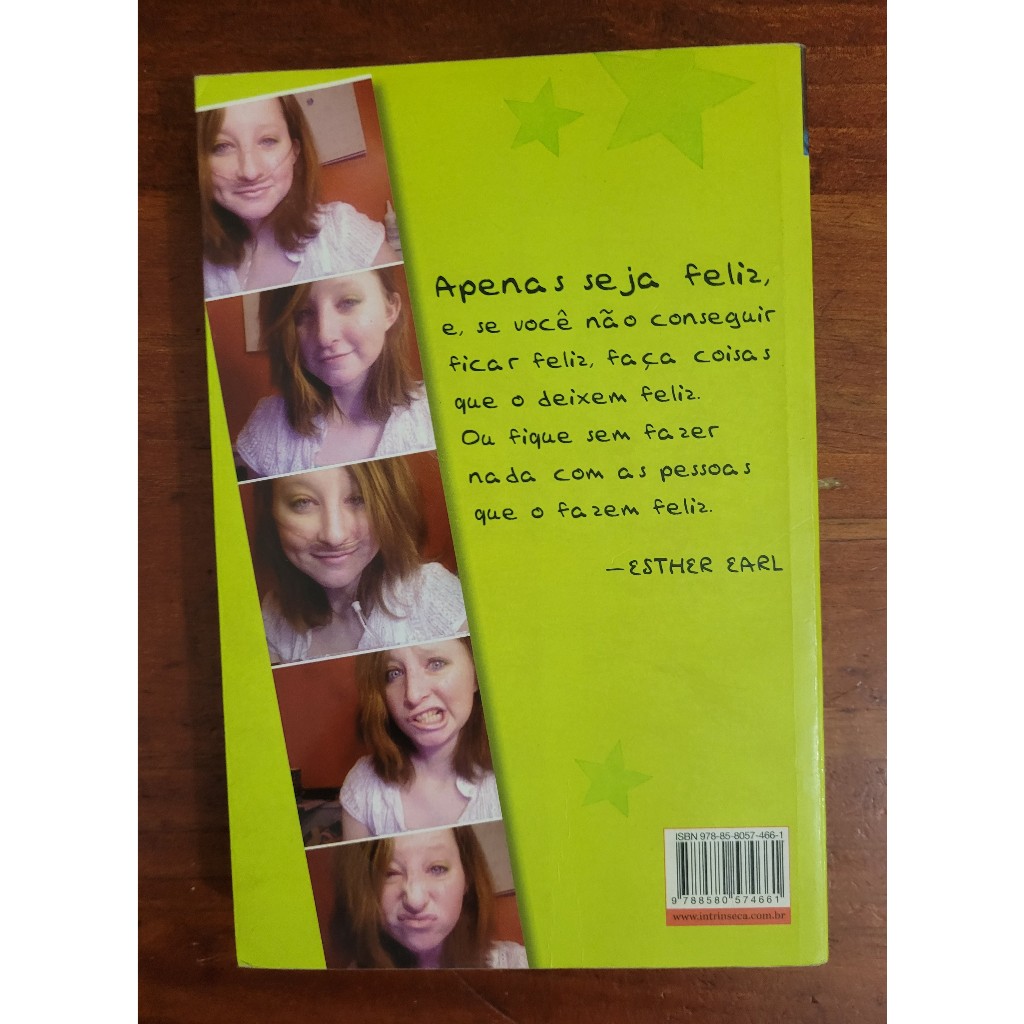 Apenas seja feliz,
e, se você não conseguir
ficar feliz, faça coisas
que o deixem feliz.
Ou fique sem fazer
nada com as pessoas
que o fazem feliz.
—ESTHER EARL
ISBN 978-85-8057-466-1
9 788580 574661
www.intrinseca.com.br